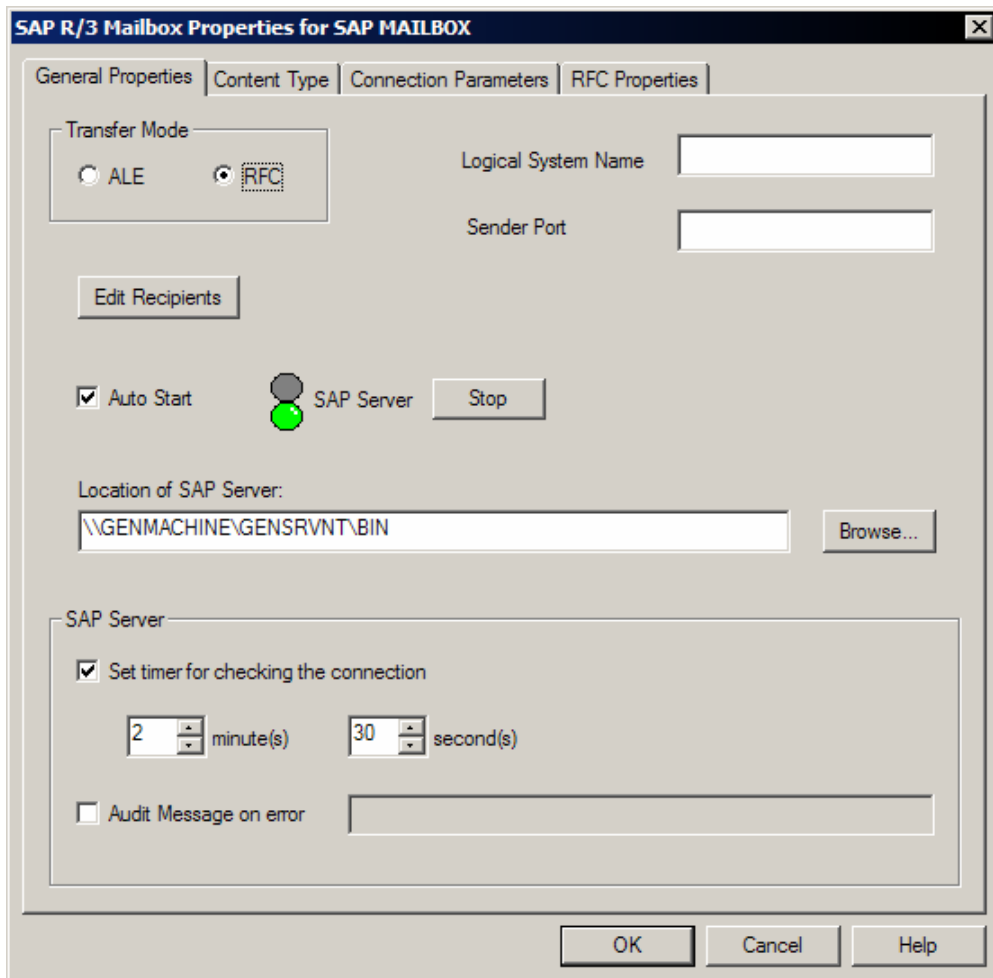 SAP R/3 Mailbox Properties for SAP MAILBOX
General Properties
Content Type
Connection Parameters
RFC Properties
Transfer Mode
ALE
RFC
Logical System Name
Sender Port
Edit Recipients
Auto Start
SAP Server
Stop
Location of SAP Server:
\\GENMACHINE\GENSRVNT\BIN
Browse...
SAP Server
Set timer for checking the connection
2 minute(s)
30 second(s)
Audit Message on error
OK
Cancel
Help